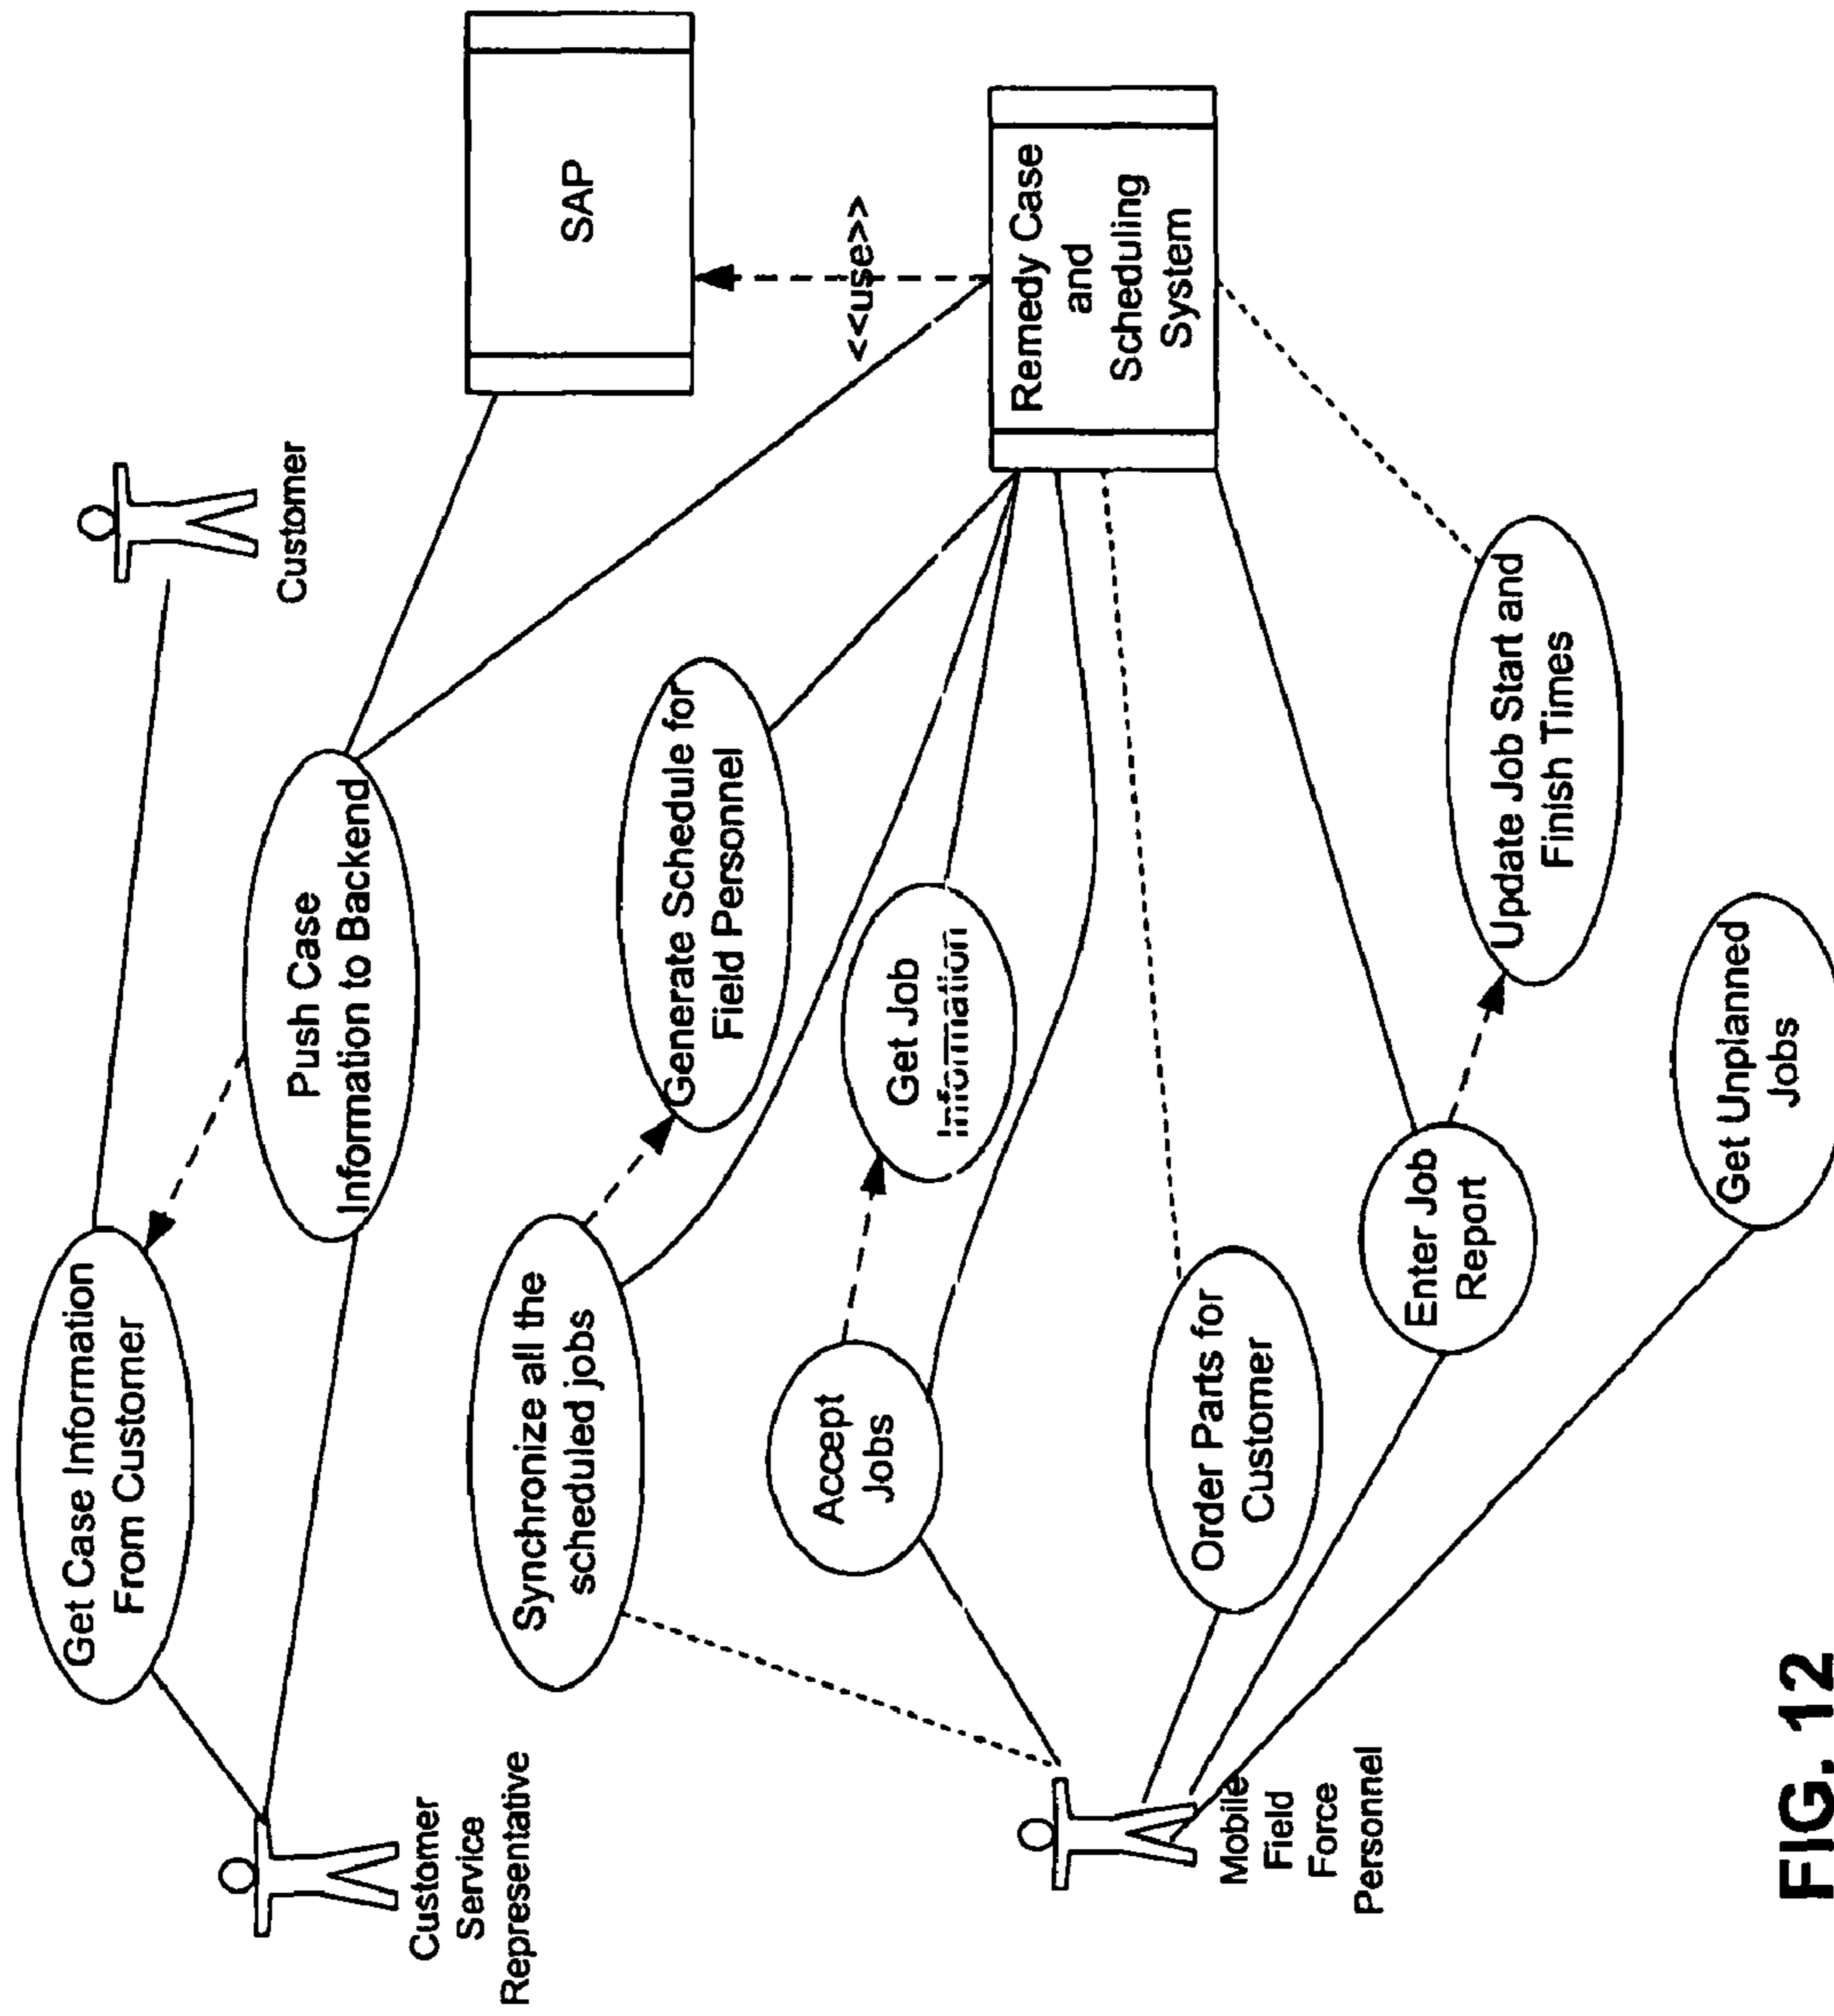 Get Case Information
From Customer
Customer
Customer
Service
Representative
Push Case
Information to Backend
SAP
Synchronize all the
scheduled jobs
Generate Schedule for
Field Personnel
<<use>>
Accept
Jobs
Get Job
Information
Remedy Case
and
Scheduling
System
Mobile
Field
Force
Personnel
Order Parts for
Customer
Enter Job
Report
Update Job Start and
Finish Times
Get Unplanned
Jobs
FIG. 12